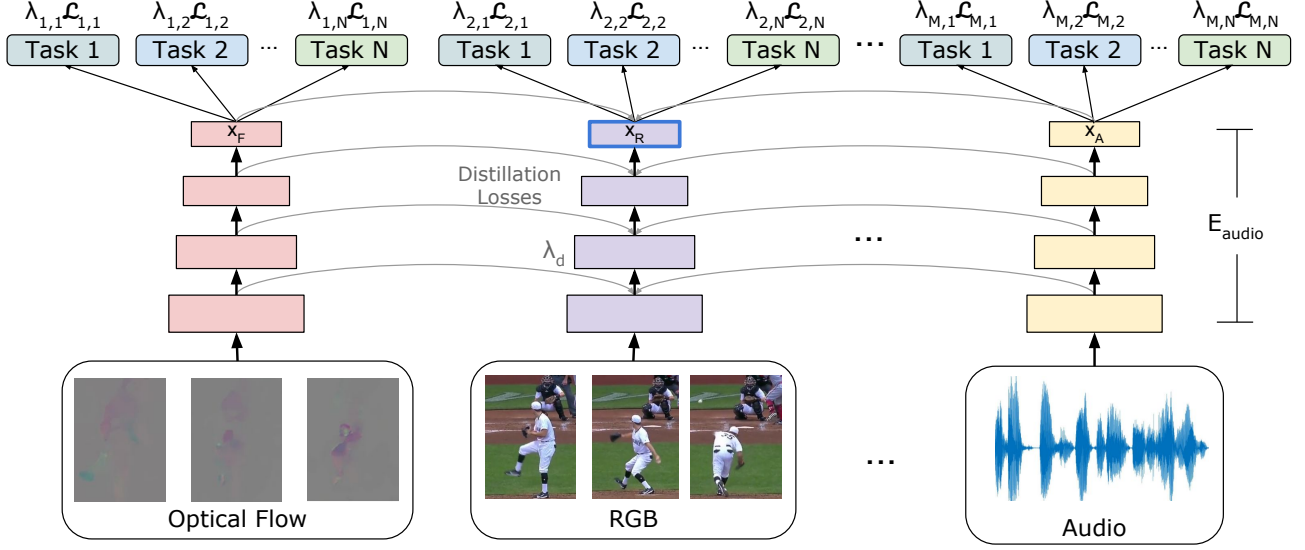 λ1,1ℒ1,1 λ1,2ℒ1,2 λ1,Nℒ1,N λ2,1ℒ2,1 λ2,2ℒ2,2 λ2,Nℒ2,N λM,1ℒM,1 λM,2ℒM,2 λM,NℒM,N
Task 1 Task 2 ... Task N Task 1 Task 2 ... Task N ... Task 1 Task 2 ... Task N
xF xR xA
Distillation
Losses
Eaudio
λd ...
...
Optical Flow RGB Audio